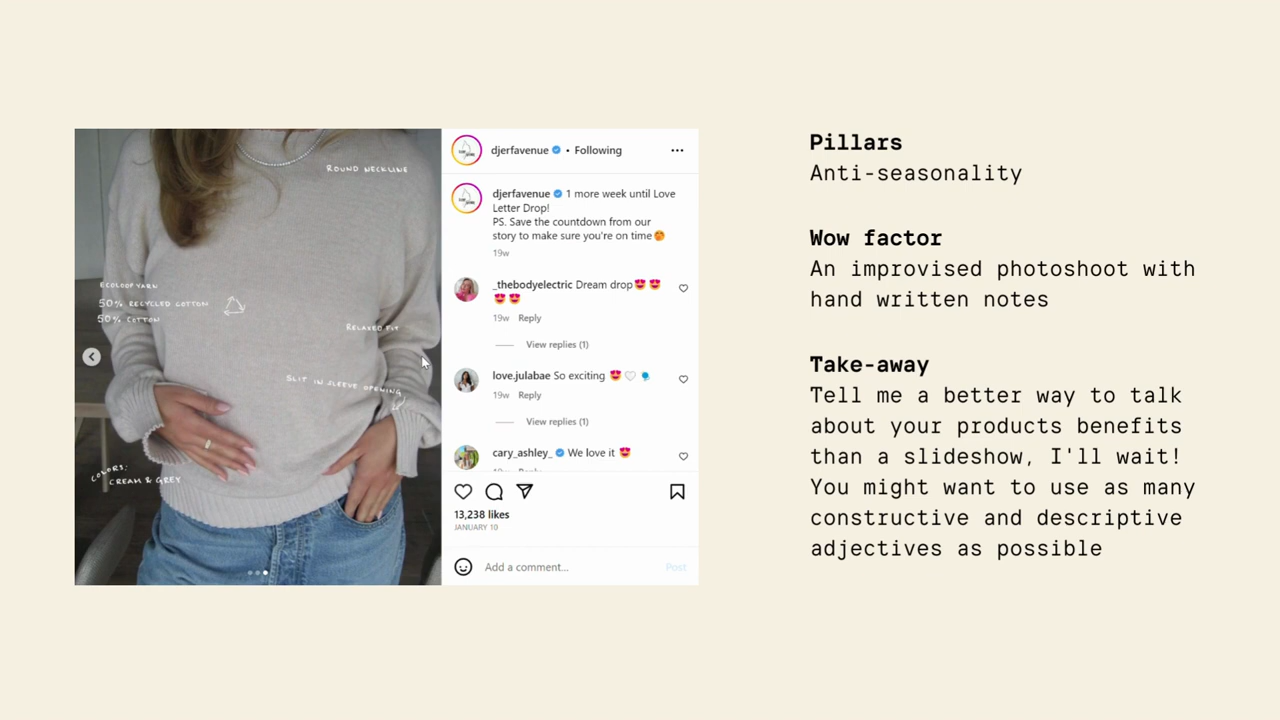 ROUND NECKLINE
ECOLOOP YARN
50% RECYCLED COTTON
50% COTTON
RELAXED FIT
SLIT IN SLEEVE OPENING
COLORS:
CREAM & GREY
djerfavenue • Following
djerfavenue 1 more week until Love
Letter Drop!
PS. Save the countdown from our
story to make sure you're on time🤭
19w
_thebodyelectric Dream drop😍😍
😍😍
19w Reply
View replies (1)
love.julabae So exciting 😍🤍🧿
19w Reply
View replies (1)
cary_ashley_ We love it 😍
19w Reply
13,238 likes
JANUARY 10
Add a comment...
Post
Pillars
Anti-seasonality
Wow factor
An improvised photoshoot with
hand written notes
Take-away
Tell me a better way to talk
about your products benefits
than a slideshow, I'll wait!
You might want to use as many
constructive and descriptive
adjectives as possible